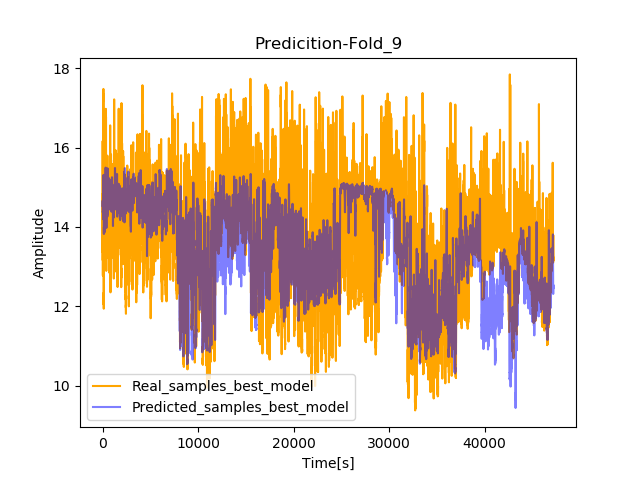 Predicition-Fold_9
18
16
14
12
10
Amplitude
Real_samples_best_model
Predicted_samples_best_model
0 10000 20000 30000 40000
Time[s]